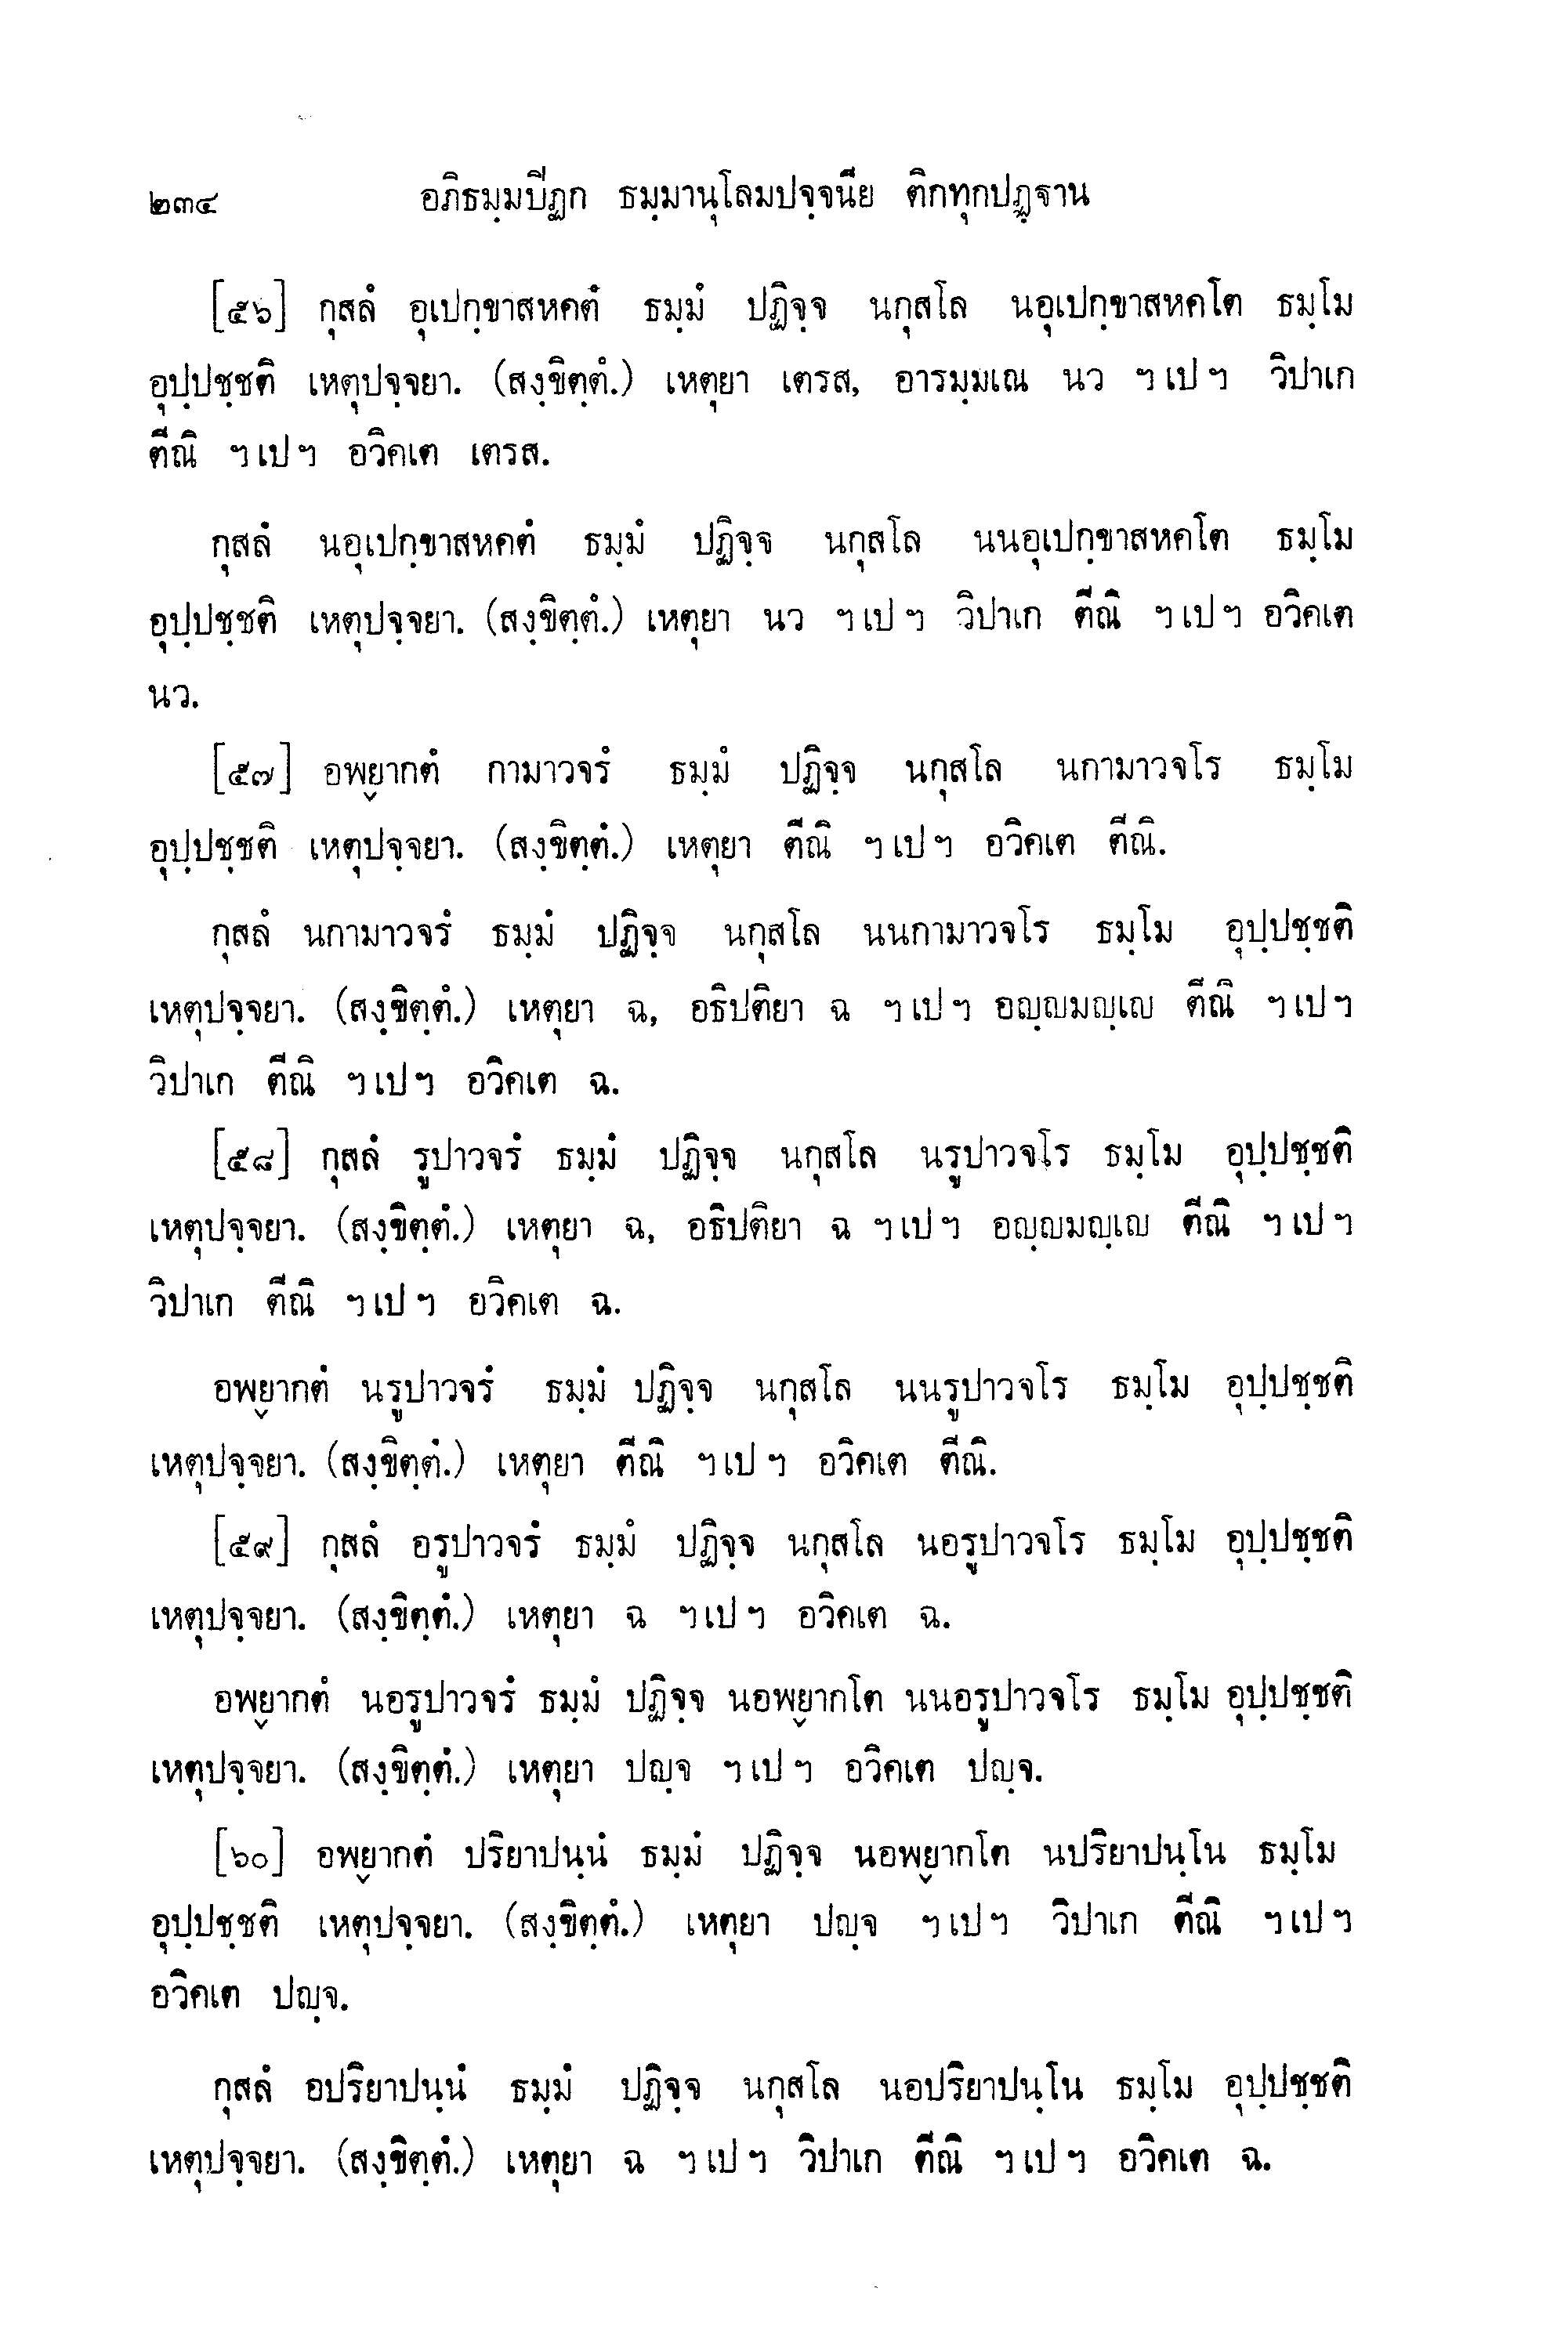 ๒๓๔ อภิธมฺมปีฏก ธมฺมานุโลมปจฺจนีย ติกทุกปฏฺฐาน
[๕๖] กุสลํ อุเปกฺขาสหคตํ ธมฺมํ ปฏิจฺจ นกุสโล นอุเปกฺขาสหคโต ธมฺโม
อุปฺปชฺชติ เหตุปจฺจยา. (สงฺขิตฺตํ.) เหตุยา เตรส, อารมฺมเณ นว ฯ เป ฯ วิปาเก
ตีณิ ฯ เป ฯ อวิคเต เตรส.
กุสลํ นอุเปกฺขาสหคตํ ธมฺมํ ปฏิจฺจ นกุสโล นนอุเปกฺขาสหคโต ธมฺโม
อุปฺปชฺชติ เหตุปจฺจยา. (สงฺขิตฺตํ.) เหตุยา นว ฯ เป ฯ วิปาเก ตีณิ ฯ เป ฯ อวิคเต
นว.
[๕๗] อพฺยากตํ กามาวจรํ ธมฺมํ ปฏิจฺจ นกุสโล นกามาวจโร ธมฺโม
อุปฺปชฺชติ เหตุปจฺจยา. (สงฺขิตฺตํ.) เหตุยา ตีณิ ฯ เป ฯ อวิคเต ตีณิ.
กุสลํ นกามาวจรํ ธมฺมํ ปฏิจฺจ นกุสโล นนกามาวจโร ธมฺโม อุปฺปชฺชติ
เหตุปจฺจยา. (สงฺขิตฺตํ.) เหตุยา ฉ, อธิปติยา ฉ ฯ เป ฯ อญฺญมญฺเญ ตีณิ ฯ เป ฯ
วิปาเก ตีณิ ฯ เป ฯ อวิคเต ฉ.
[๕๘] กุสลํ รูปาวจรํ ธมฺมํ ปฏิจฺจ นกุสโล นรูปาวจโร ธมฺโม อุปฺปชฺชติ
เหตุปจฺจยา. (สงฺขิตฺตํ.) เหตุยา ฉ, อธิปติยา ฉ ฯ เป ฯ อญฺญมญฺเญ ตีณิ ฯ เป ฯ
วิปาเก ตีณิ ฯ เป ฯ อวิคเต ฉ.
อพฺยากตํ นรูปาวจรํ ธมฺมํ ปฏิจฺจ นกุสโล นนรูปาวจโร ธมฺโม อุปฺปชฺชติ
เหตุปจฺจยา. (สงฺขิตฺตํ.) เหตุยา ตีณิ ฯ เป ฯ อวิคเต ตีณิ.
[๕๙] กุสลํ อรูปาวจรํ ธมฺมํ ปฏิจฺจ นกุสโล นอรูปาวจโร ธมฺโม อุปฺปชฺชติ
เหตุปจฺจยา. (สงฺขิตฺตํ.) เหตุยา ฉ ฯ เป ฯ อวิคเต ฉ.
อพฺยากตํ นอรูปาวจรํ ธมฺมํ ปฏิจฺจ นอพฺยากโต นนอรูปาวจโร ธมฺโม อุปฺปชฺชติ
เหตุปจฺจยา. (สงฺขิตฺตํ.) เหตุยา ปญฺจ ฯ เป ฯ อวิคเต ปญฺจ.
[๖๐] อพฺยากตํ ปริยาปนฺนํ ธมฺมํ ปฏิจฺจ นอพฺยากโต นปริยาปนฺโน ธมฺโม
อุปฺปชฺชติ เหตุปจฺจยา. (สงฺขิตฺตํ.) เหตุยา ปญฺจ ฯ เป ฯ วิปาเก ตีณิ ฯ เป ฯ
อวิคเต ปญฺจ.
กุสลํ อปริยาปนฺนํ ธมฺมํ ปฏิจฺจ นกุสโล นอปริยาปนฺโน ธมฺโม อุปฺปชฺชติ
เหตุปจฺจยา. (สงฺขิตฺตํ.) เหตุยา ฉ ฯ เป ฯ วิปาเก ตีณิ ฯ เป ฯ อวิคเต ฉ.